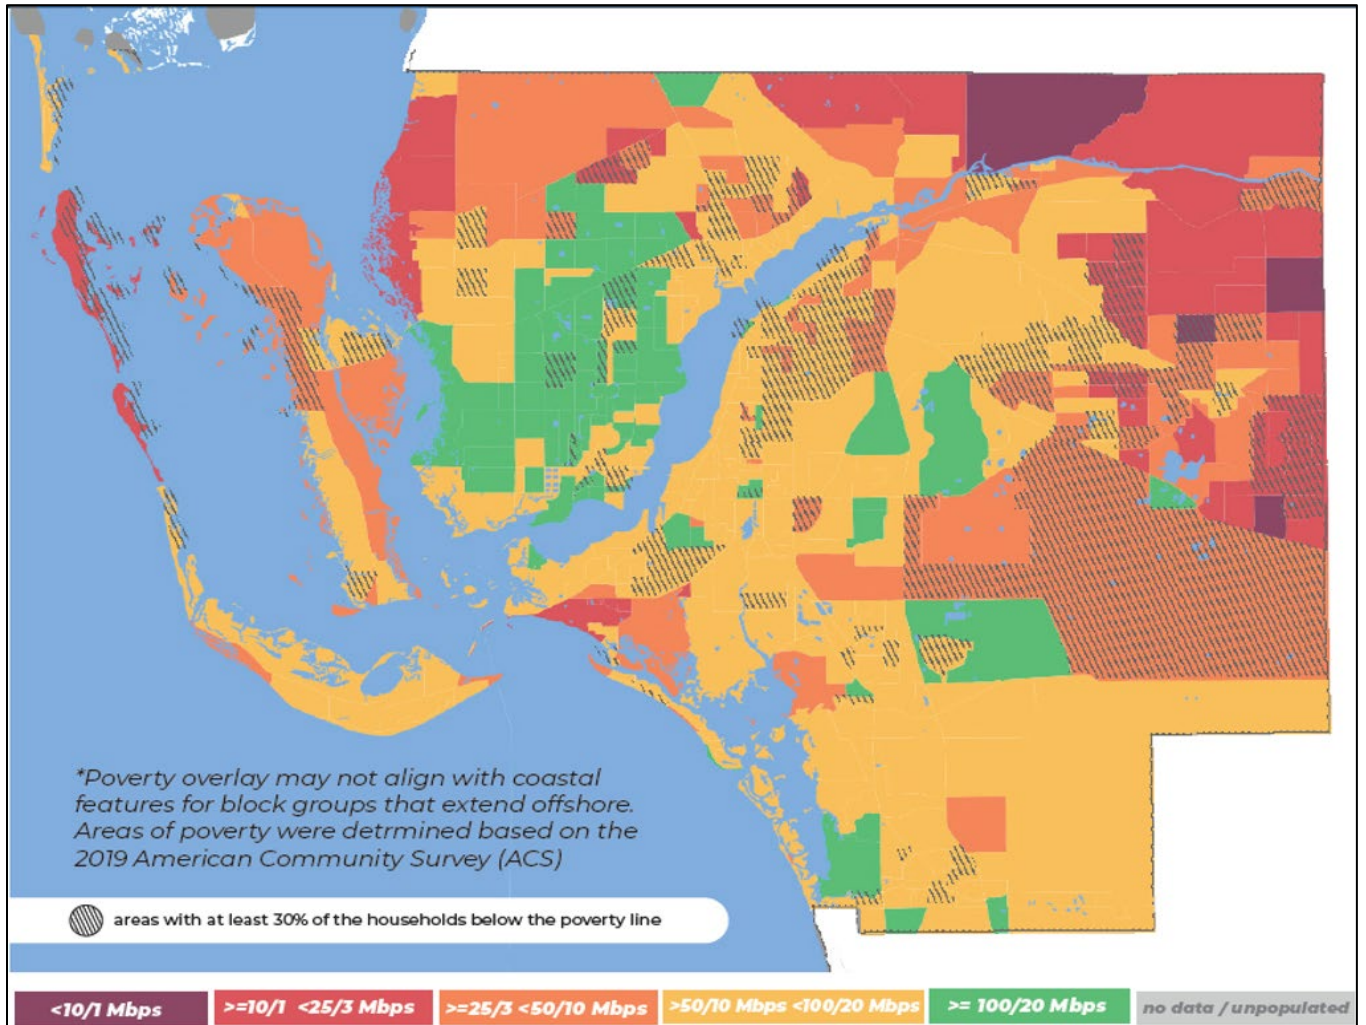 *Poverty overlay may not align with coastal
features for block groups that extend offshore.
Areas of poverty were detrmined based on the
2019 American Community Survey (ACS)
areas with at least 30% of the households below the poverty line
<10/1 Mbps
>=10/1 <25/3 Mbps
>=25/3 <50/10 Mbps
>50/10 Mbps <100/20 Mbps
>= 100/20 Mbps
no data / unpopulated